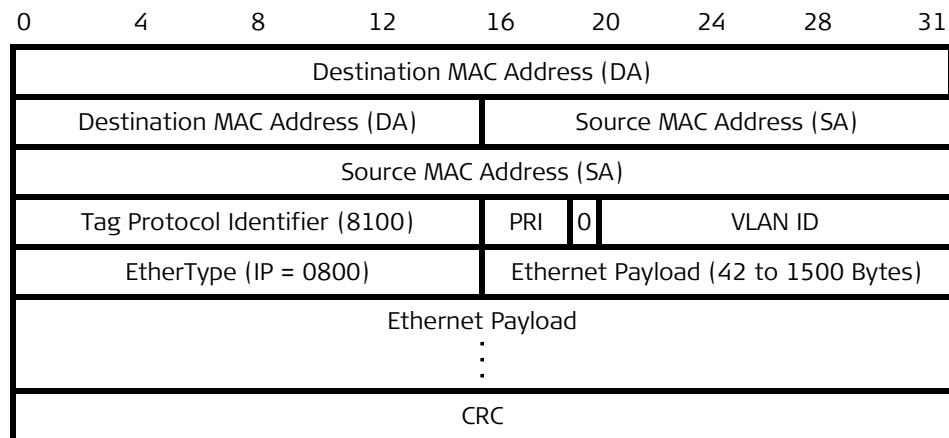 0 4 8 12 16 20 24 28 31
Destination MAC Address (DA)
Destination MAC Address (DA) Source MAC Address (SA)
Source MAC Address (SA)
Tag Protocol Identifier (8100) PRI 0 VLAN ID
EtherType (IP = 0800) Ethernet Payload (42 to 1500 Bytes)
Ethernet Payload
CRC